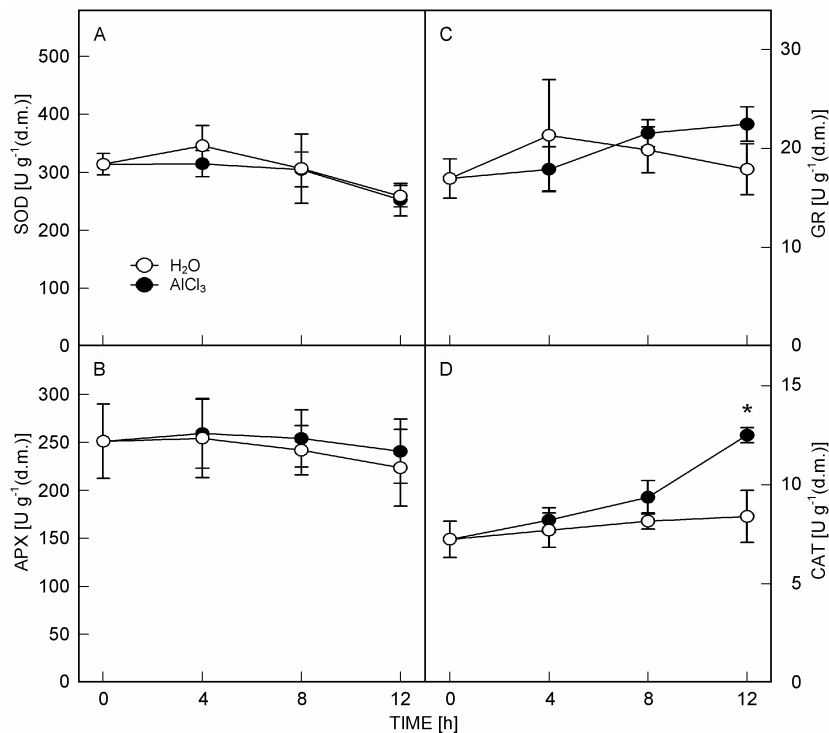 A
500
400
300
200
100
0
SOD [U g⁻¹(d.m.)]
H₂O
AlCl₃
C
30
20
10
0
GR [U g⁻¹(d.m.)]
B
300
250
200
150
100
50
0
APX [U g⁻¹(d.m.)]
0 4 8 12
D
*
15
10
5
0
CAT [U g⁻¹(d.m.)]
0 4 8 12
TIME [h]